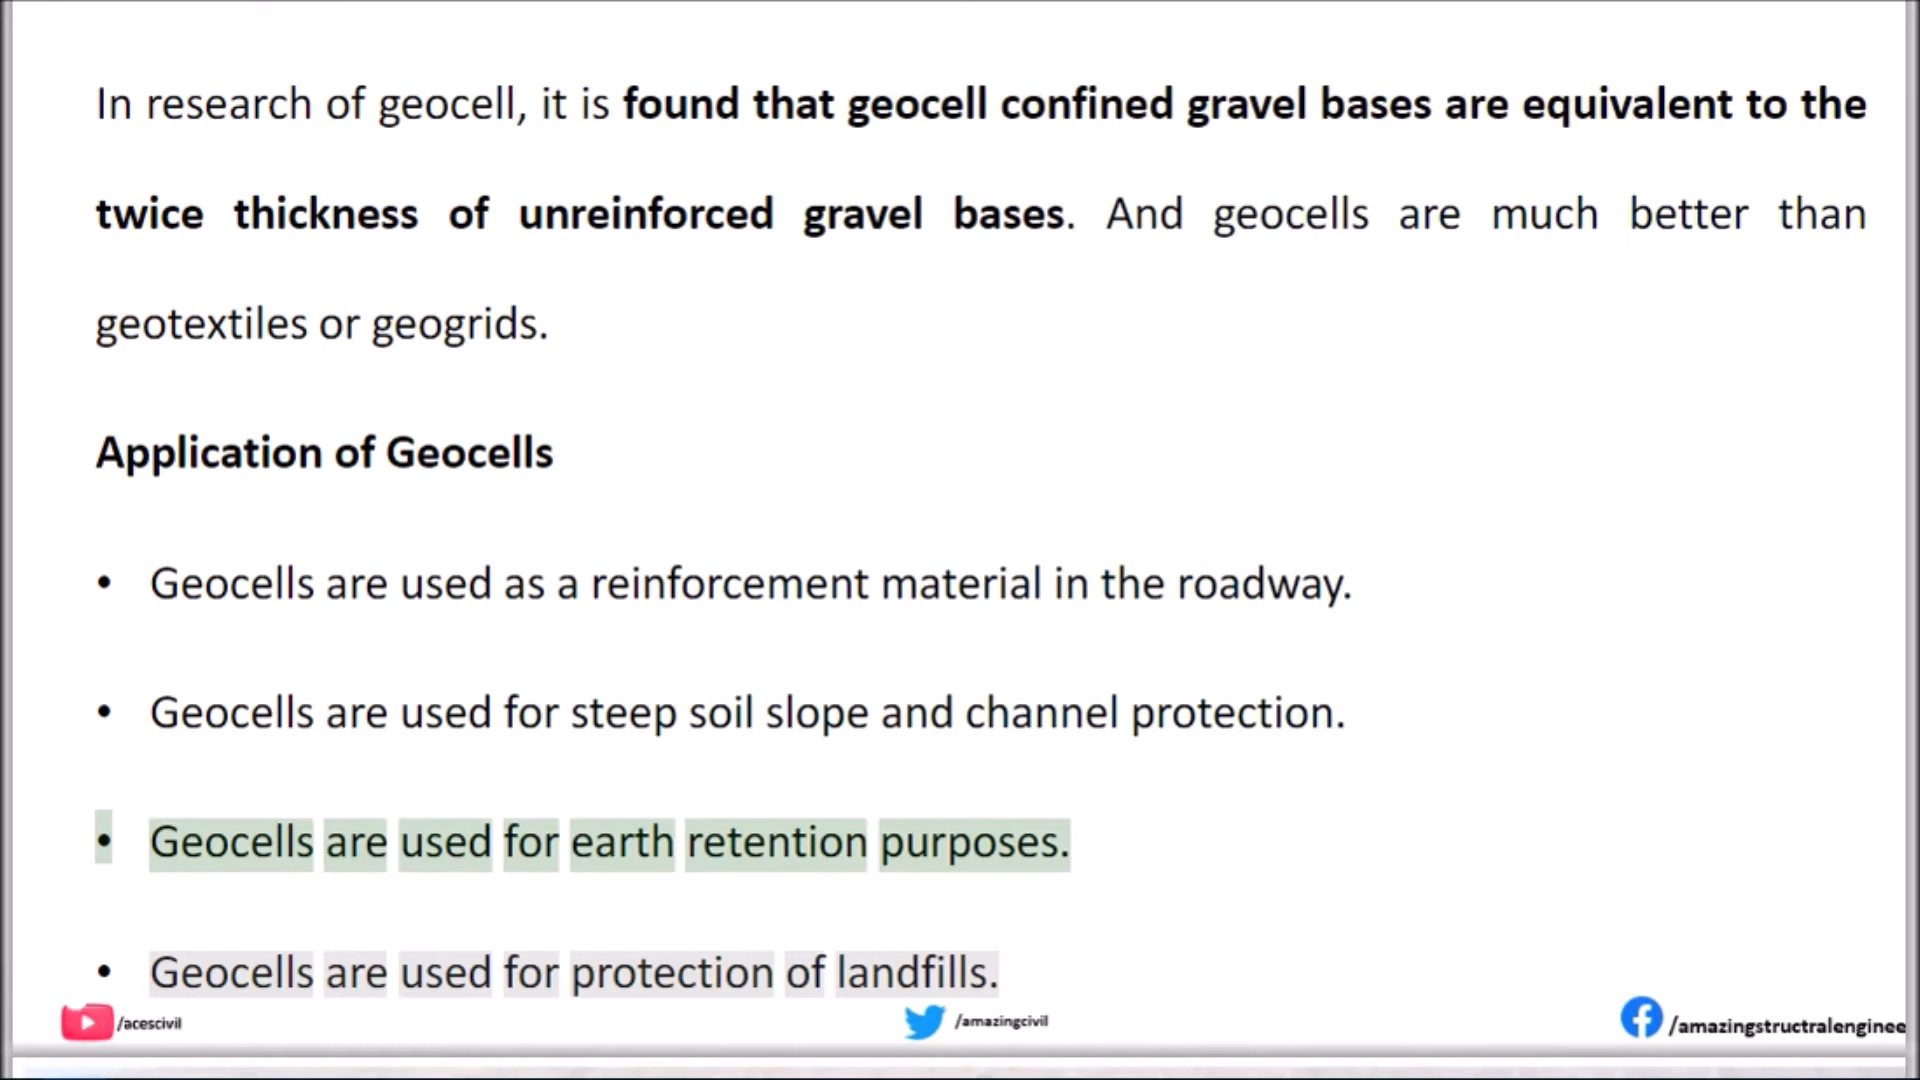 In research of geocell, it is found that geocell confined gravel bases are equivalent to the
twice thickness of unreinforced gravel bases. And geocells are much better than
geotextiles or geogrids.
Application of Geocells
• Geocells are used as a reinforcement material in the roadway.
• Geocells are used for steep soil slope and channel protection.
• Geocells are used for earth retention purposes.
• Geocells are used for protection of landfills.
/acescivil
/amazingcivil
/amazingstructralenginee